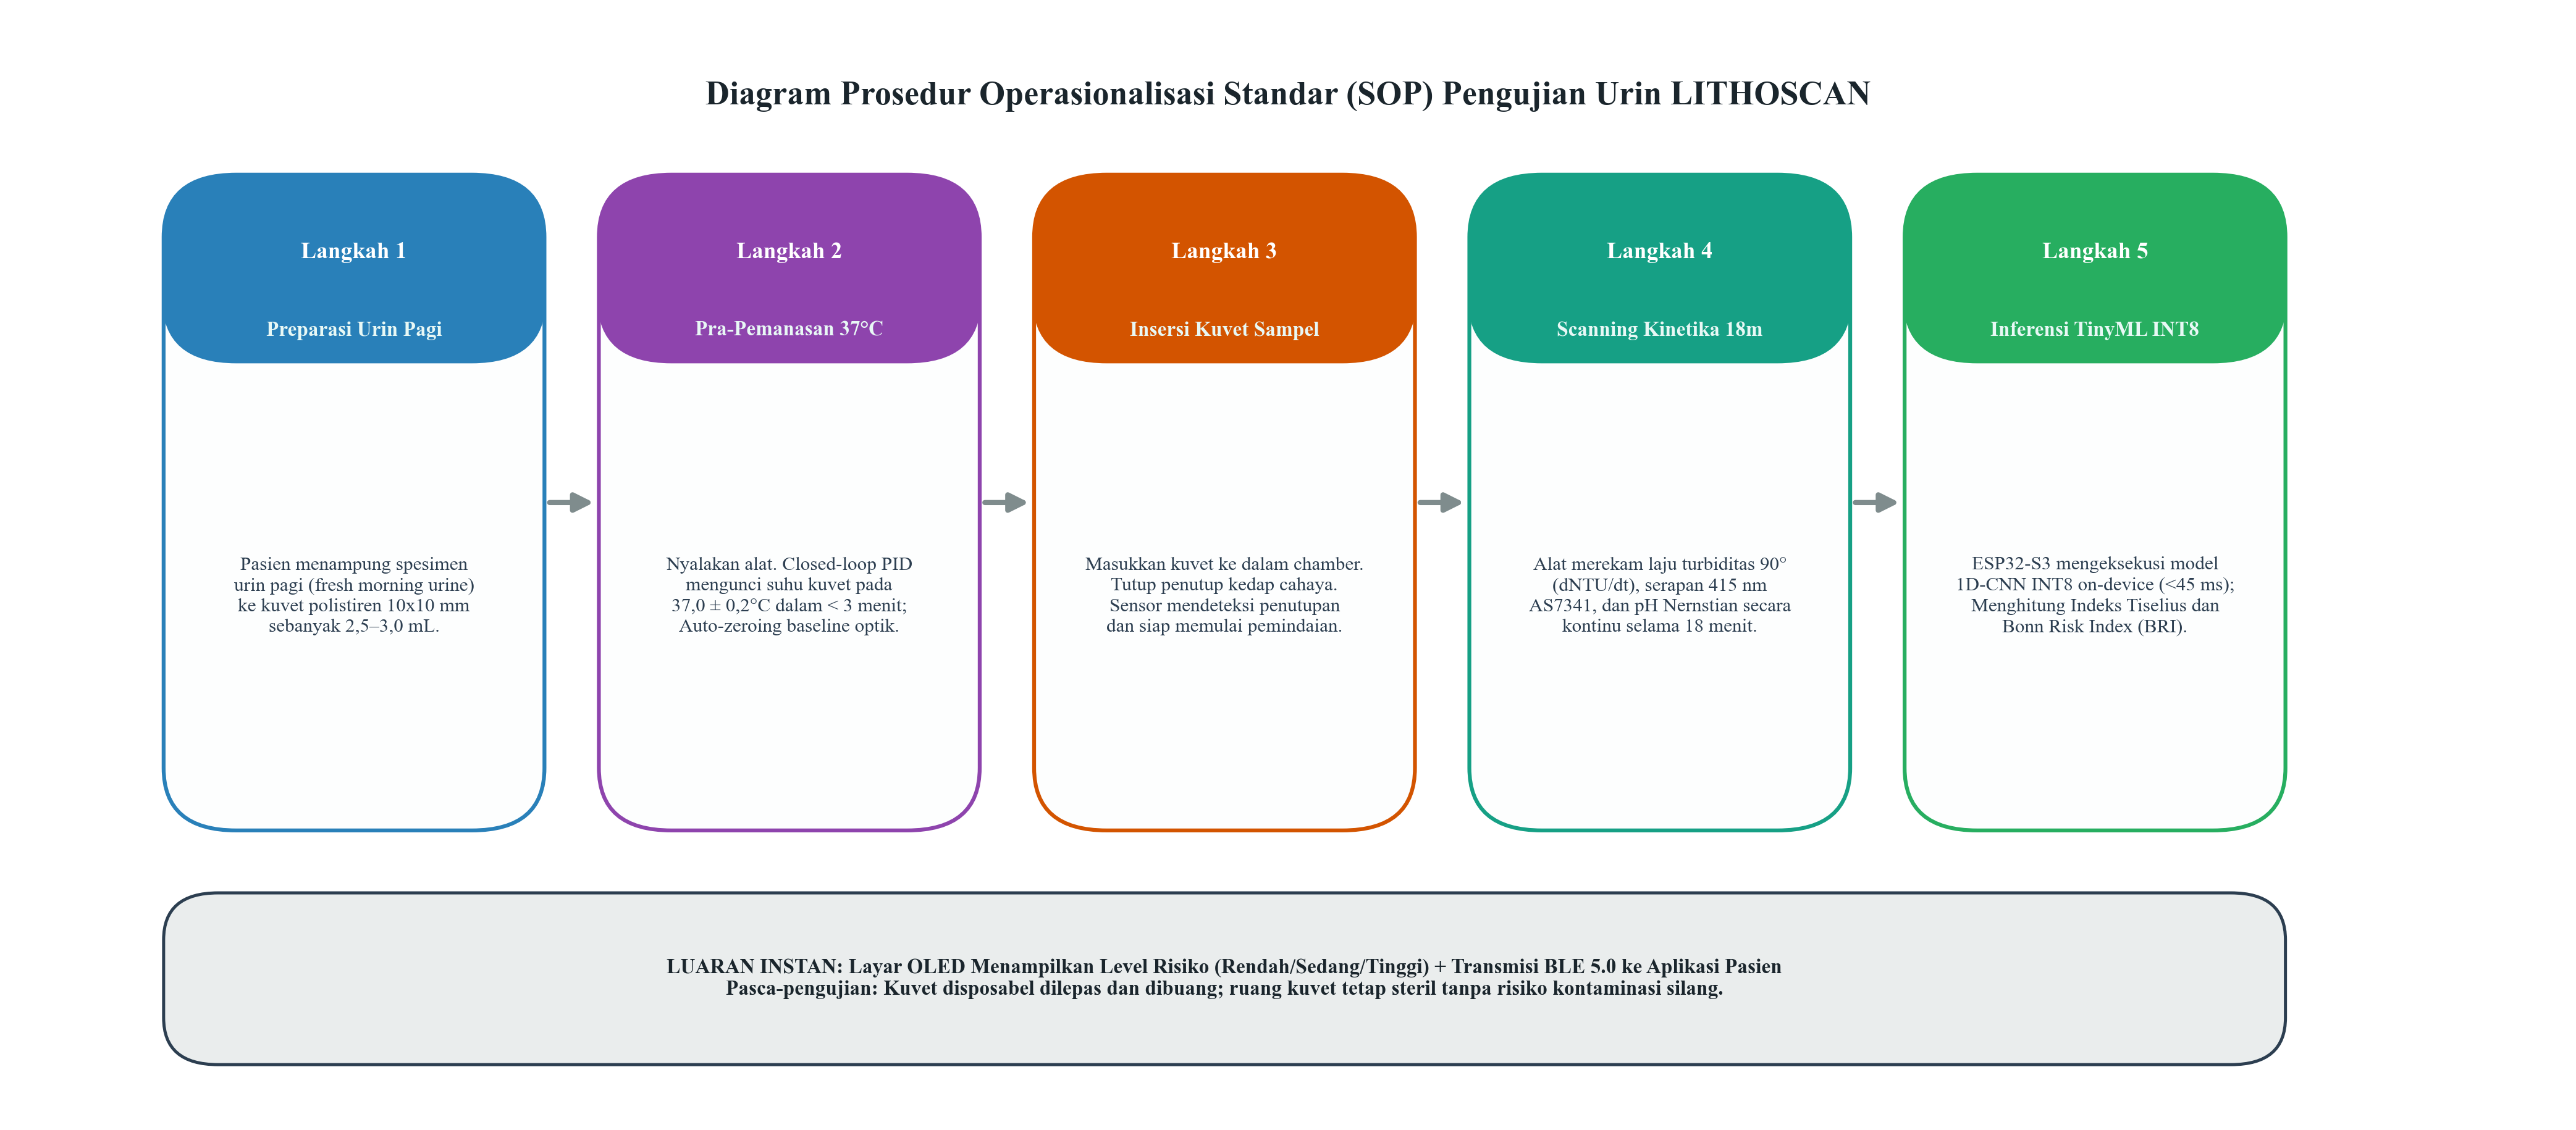 Diagram Prosedur Operasionalisasi Standar (SOP) Pengujian Urin LITHOSCAN
Langkah 1
Preparasi Urin Pagi
Pasien menampung spesimen
urin pagi (fresh morning urine)
ke kuvet polistiren 10x10 mm
sebanyak 2,5–3,0 mL.
Langkah 2
Pra-Pemanasan 37°C
Nyalakan alat. Closed-loop PID
mengunci suhu kuvet pada
37,0 ± 0,2°C dalam < 3 menit;
Auto-zeroing baseline optik.
Langkah 3
Insersi Kuvet Sampel
Masukkan kuvet ke dalam chamber.
Tutup penutup kedap cahaya.
Sensor mendeteksi penutupan
dan siap memulai pemindaian.
Langkah 4
Scanning Kinetika 18m
Alat merekam laju turbiditas 90°
(dNTU/dt), serapan 415 nm
AS7341, dan pH Nernstian secara
kontinu selama 18 menit.
Langkah 5
Inferensi TinyML INT8
ESP32-S3 mengeksekusi model
1D-CNN INT8 on-device (<45 ms);
Menghitung Indeks Tiselius dan
Bonn Risk Index (BRI).
LUARAN INSTAN: Layar OLED Menampilkan Level Risiko (Rendah/Sedang/Tinggi) + Transmisi BLE 5.0 ke Aplikasi Pasien
Pasca-pengujian: Kuvet disposabel dilepas dan dibuang; ruang kuvet tetap steril tanpa risiko kontaminasi silang.